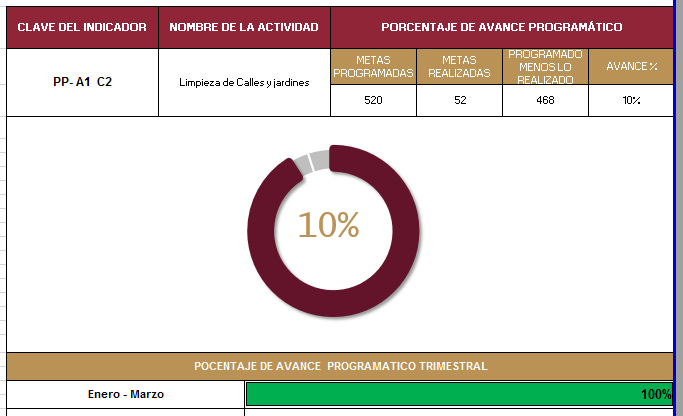 CLAVE DEL INDICADOR NOMBRE DE LA ACTIVIDAD PORCENTAJE DE AVANCE PROGRAMÁTICO
PP- A1 C2
Limpieza de Calles y jardines
METAS
PROGRAMADAS
METAS
REALIZADAS
PROGRAMADO
MENOS LO
REALIZADO
AVANCE %
520 52 468 10%
10%
POCENTAJE DE AVANCE PROGRAMATICO TRIMESTRAL
Enero - Marzo 100%